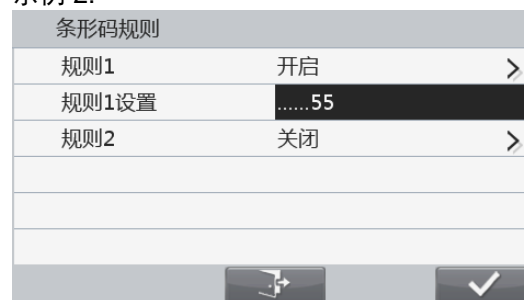 示例 2:
条形码规则
规则1 开启
规则1设置 ......55
规则2 关闭